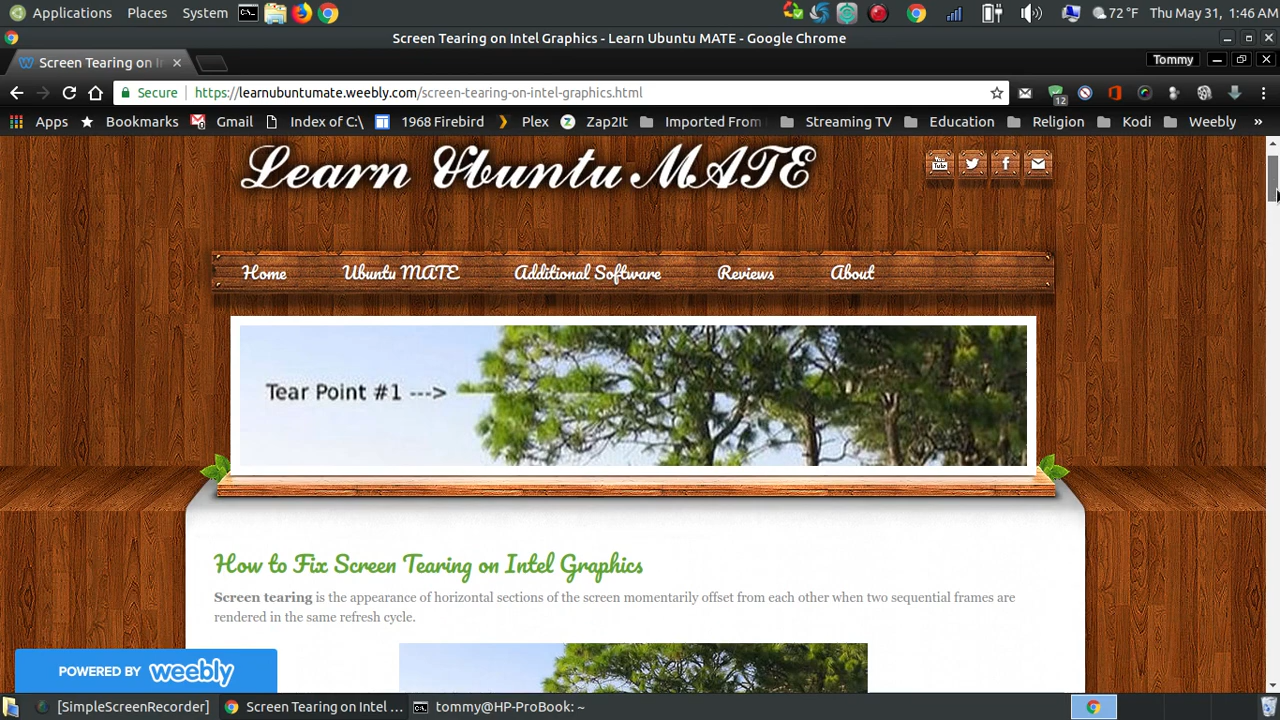 Applications Places System 72 °F Thu May 31, 1:46 AM
Screen Tearing on Intel Graphics - Learn Ubuntu MATE - Google Chrome
Screen Tearing on In
Tommy
Secure https://learnubuntumate.weebly.com/screen-tearing-on-intel-graphics.html
12
Apps Bookmarks Gmail Index of C:\ 1968 Firebird Plex Zap2It Imported From Streaming TV Education Religion Kodi Weebly »
Learn Ubuntu MATE
You Tube
Home Ubuntu MATE Additional Software Reviews About
Tear Point #1 --->
How to Fix Screen Tearing on Intel Graphics
Screen tearing is the appearance of horizontal sections of the screen momentarily offset from each other when two sequential frames are
rendered in the same refresh cycle.
POWERED BY weebly
[SimpleScreenRecorder] Screen Tearing on Intel ... tommy@HP-ProBook: ~